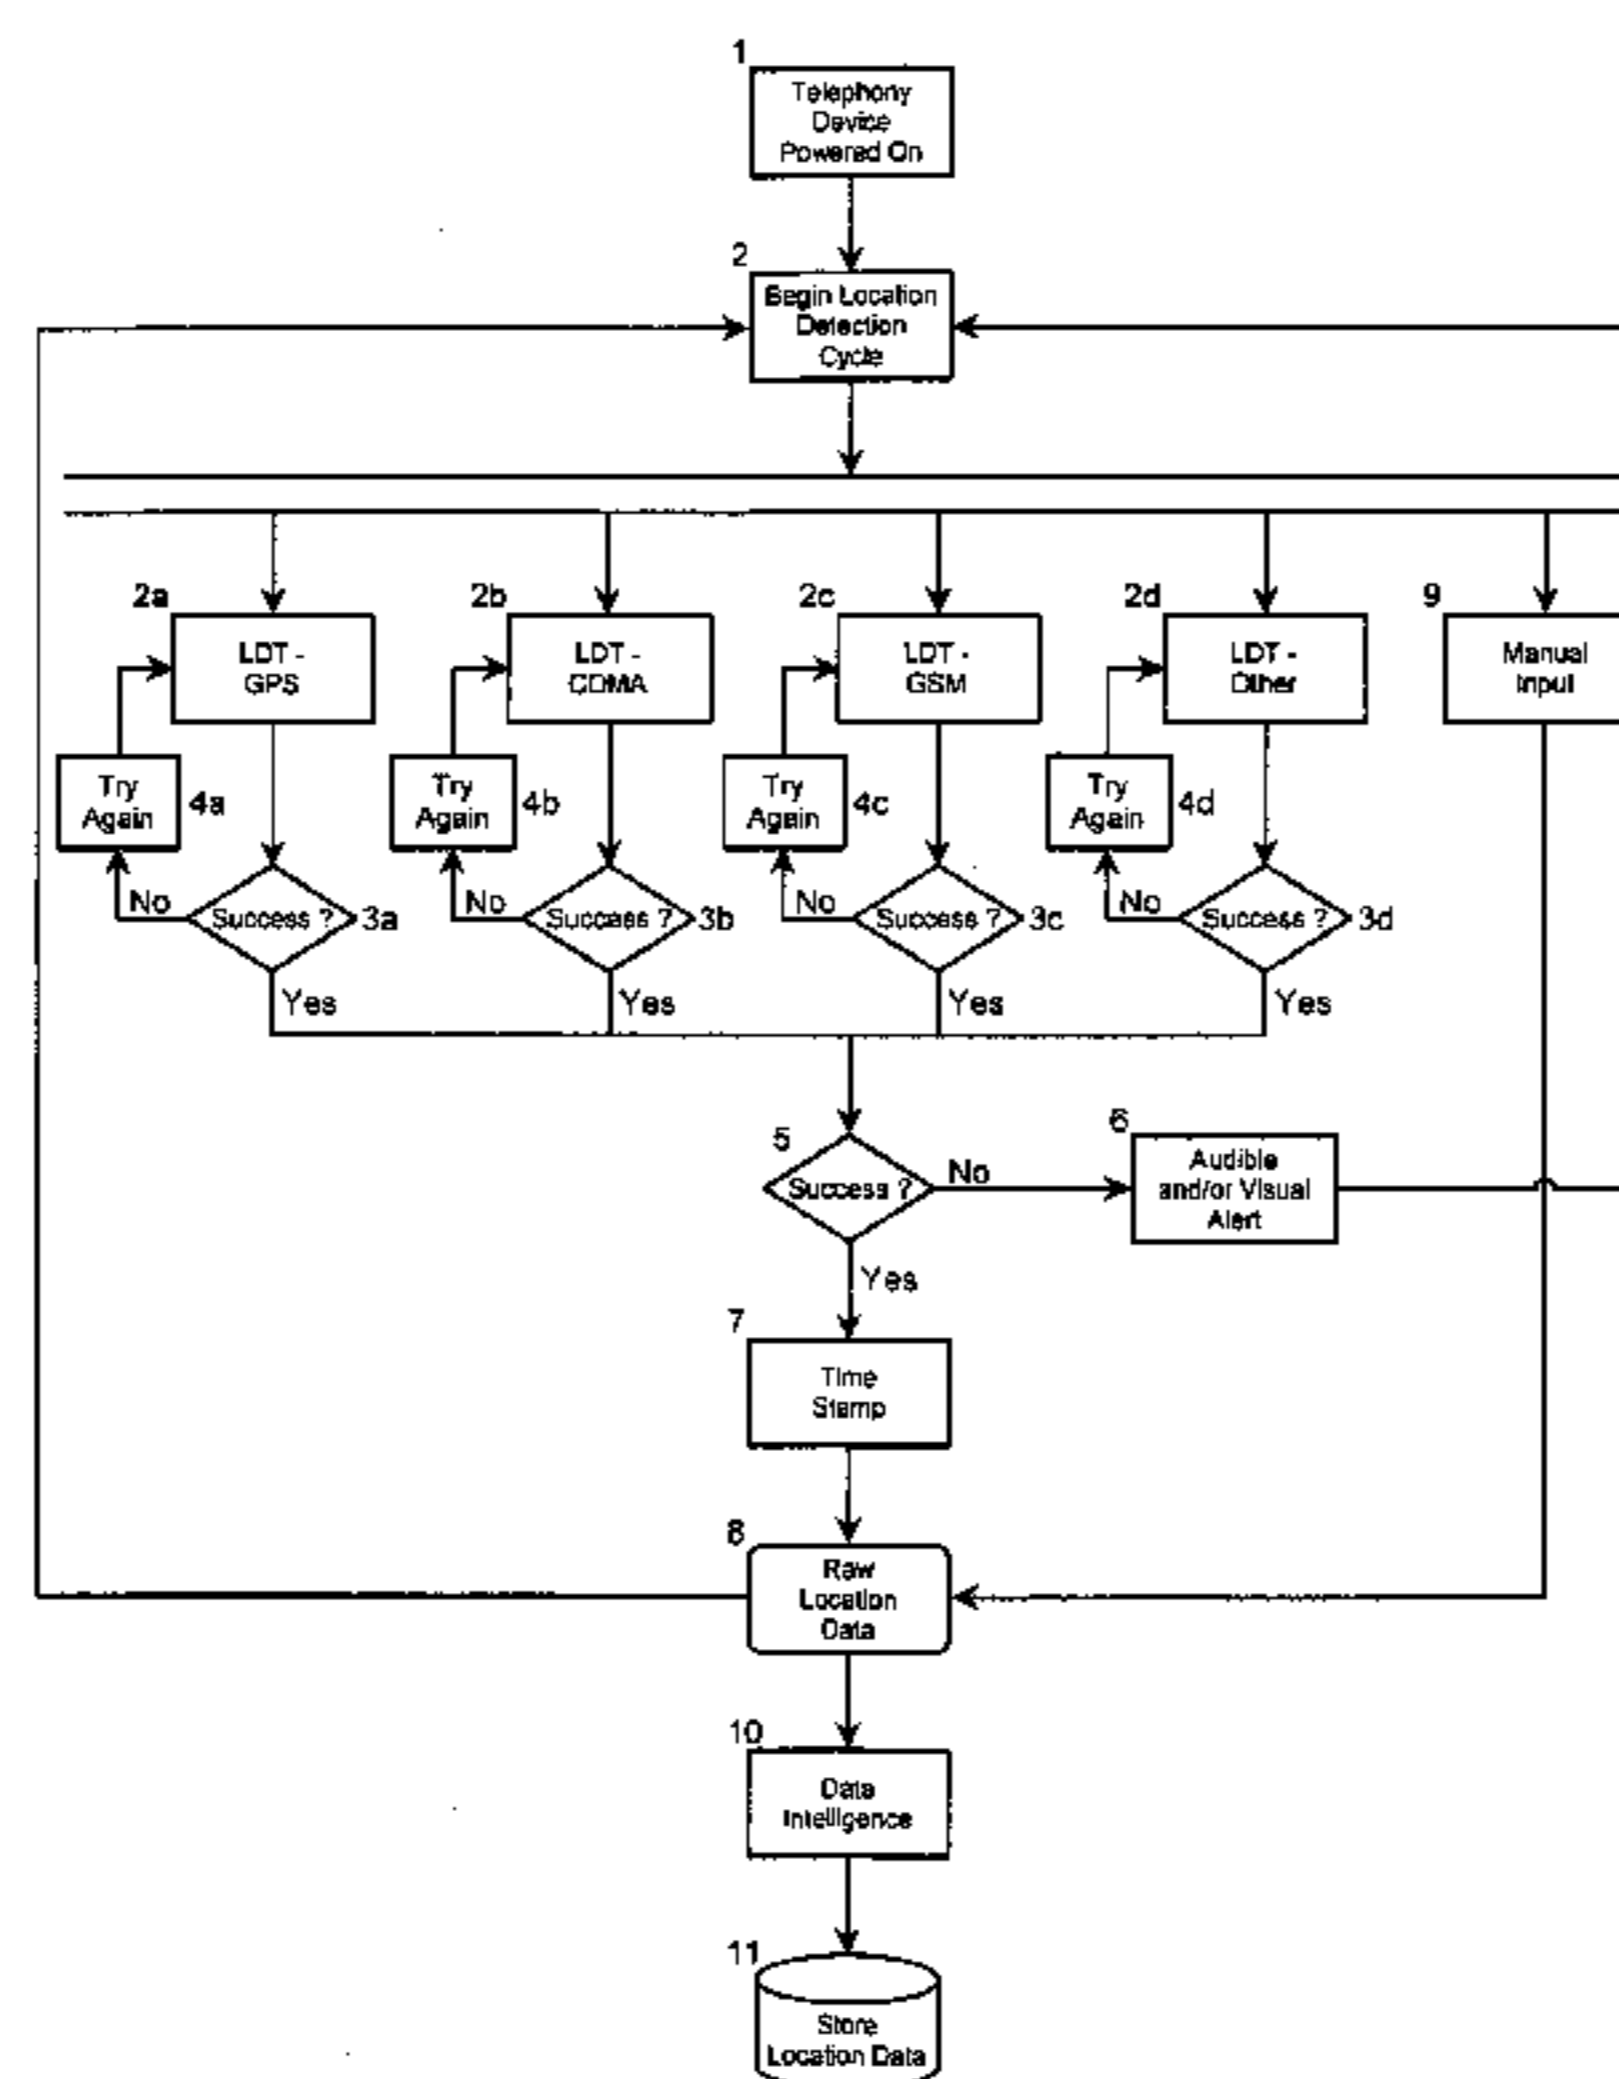 1
Telephony
Device
Powered On
2
Begin Location
Detection
Cycle
2a
LDT -
GPS
2b
LDT -
CDMA
2c
LDT -
GSM
2d
LDT -
Other
9
Manual
Input
Try
Again
4a
Try
Again
4b
Try
Again
4c
Try
Again
4d
No
Success ?
3a
No
Success ?
3b
No
Success ?
3c
No
Success ?
3d
Yes
Yes
Yes
Yes
5
Success ?
No
6
Audible
and/or Visual
Alert
Yes
7
Time
Stamp
8
Raw
Location
Data
10
Data
Intelligence
11
Store
Location Data